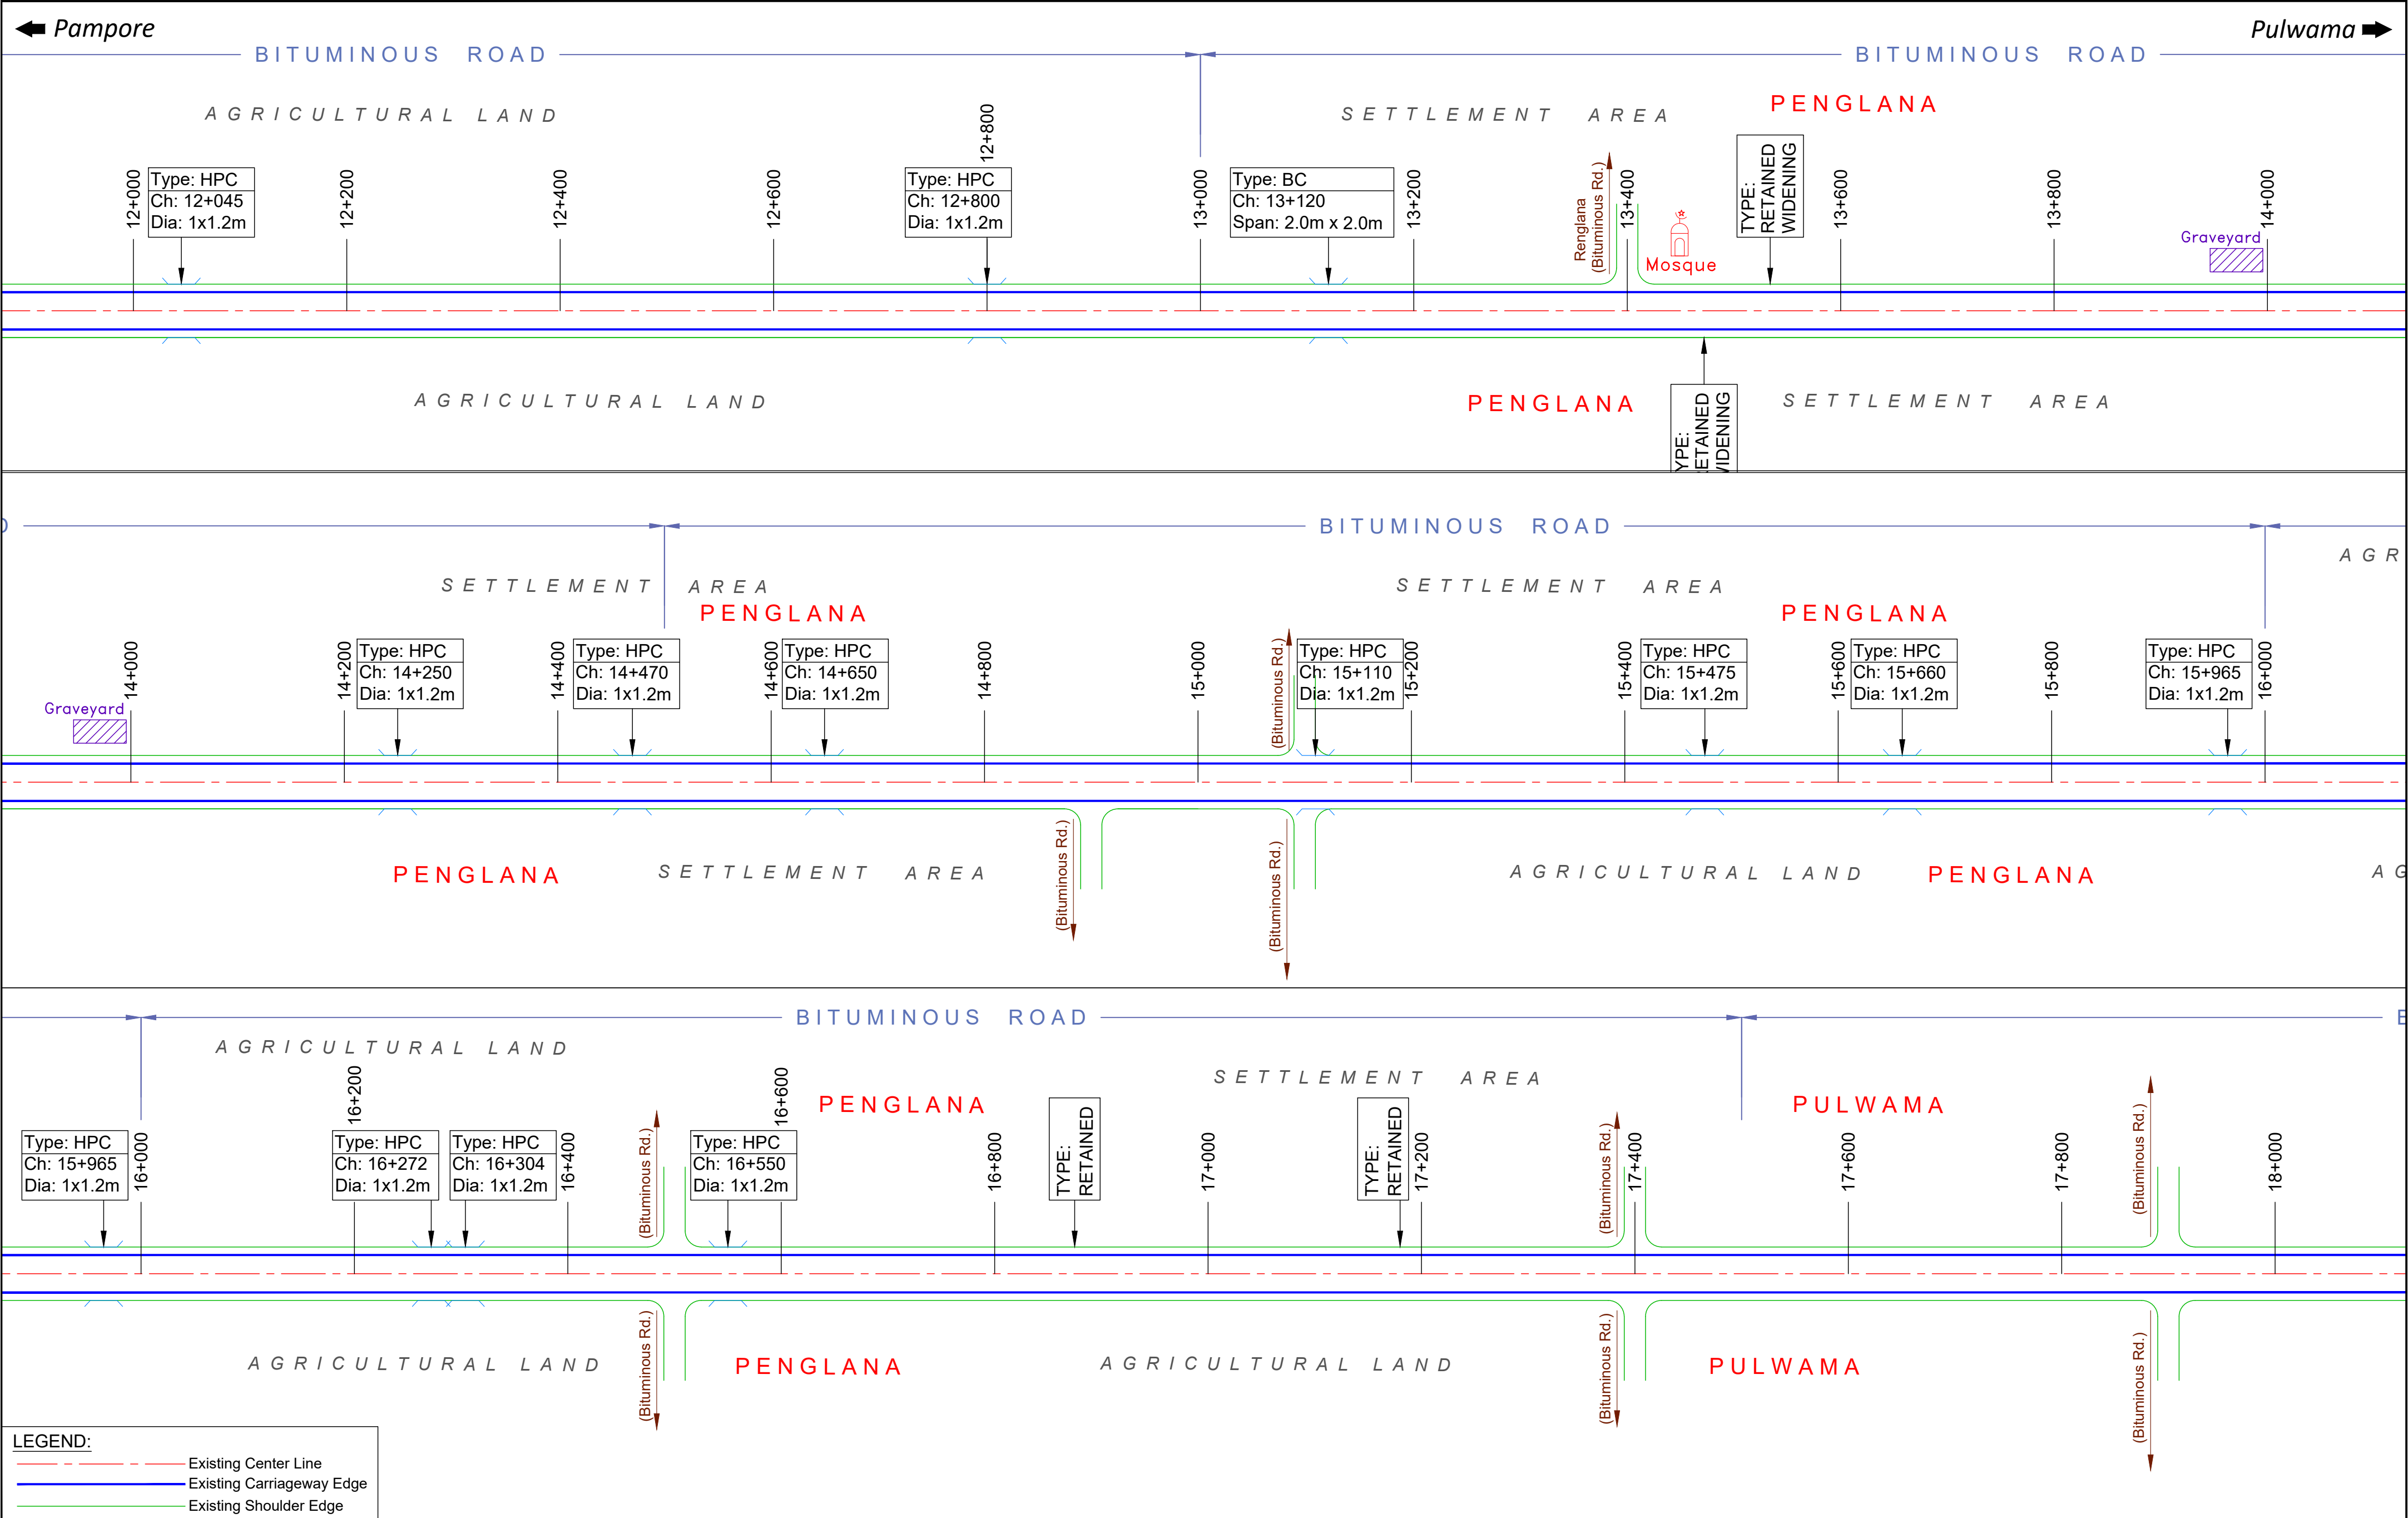 Pampore
Pulwama
BITUMINOUS ROAD
BITUMINOUS ROAD
AGRICULTURAL LAND
SETTLEMENT AREA
PENGLANA
12+000
Type: HPC
Ch: 12+045
Dia: 1x1.2m
12+200
12+400
12+600
12+800
Type: HPC
Ch: 12+800
Dia: 1x1.2m
13+000
Type: BC
Ch: 13+120
Span: 2.0m x 2.0m
13+200
Renglana
(Bituminous Rd.)
13+400
Mosque
TYPE:
RETAINED
WIDENING
13+600
13+800
Graveyard
14+000
AGRICULTURAL LAND
PENGLANA
YPE:
ETAINED
VIDENING
SETTLEMENT AREA
BITUMINOUS ROAD
AGR
SETTLEMENT AREA
SETTLEMENT AREA
PENGLANA
PENGLANA
Graveyard
14+000
14+200
Type: HPC
Ch: 14+250
Dia: 1x1.2m
14+400
Type: HPC
Ch: 14+470
Dia: 1x1.2m
14+600
Type: HPC
Ch: 14+650
Dia: 1x1.2m
14+800
15+000
(Bituminous Rd.)
Type: HPC
Ch: 15+110
Dia: 1x1.2m
15+200
15+400
Type: HPC
Ch: 15+475
Dia: 1x1.2m
15+600
Type: HPC
Ch: 15+660
Dia: 1x1.2m
15+800
Type: HPC
Ch: 15+965
Dia: 1x1.2m
16+000
PENGLANA
SETTLEMENT AREA
(Bituminous Rd.)
(Bituminous Rd.)
AGRICULTURAL LAND
PENGLANA
AG
BITUMINOUS ROAD
AGRICULTURAL LAND
SETTLEMENT AREA
PENGLANA
PULWAMA
Type: HPC
Ch: 15+965
Dia: 1x1.2m
16+000
16+200
Type: HPC
Ch: 16+272
Dia: 1x1.2m
Type: HPC
Ch: 16+304
Dia: 1x1.2m
16+400
(Bituminous Rd.)
Type: HPC
Ch: 16+550
Dia: 1x1.2m
16+600
16+800
TYPE:
RETAINED
17+000
TYPE:
RETAINED
17+200
(Bituminous Rd.)
17+400
17+600
17+800
(Bituminous Rd.)
18+000
AGRICULTURAL LAND
(Bituminous Rd.)
PENGLANA
AGRICULTURAL LAND
(Bituminous Rd.)
PULWAMA
(Bituminous Rd.)
LEGEND:
Existing Center Line
Existing Carriageway Edge
Existing Shoulder Edge